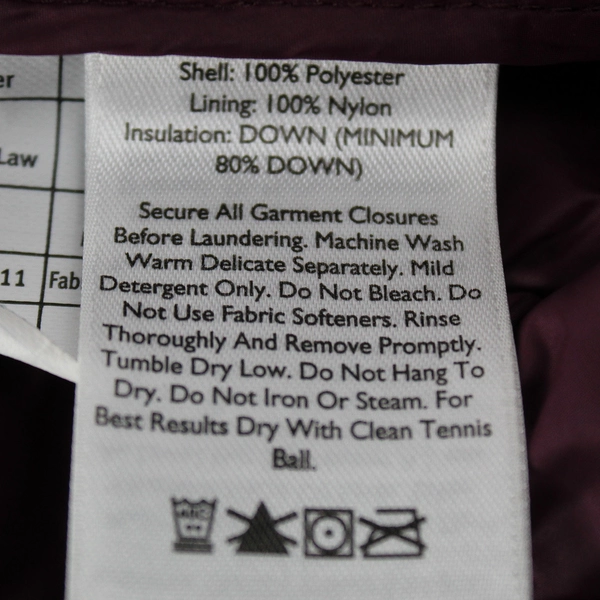 Shell: 100% Polyester
Lining: 100% Nylon
Insulation: DOWN (MINIMUM
80% DOWN)
Secure All Garment Closures
Before Laundering. Machine Wash
Warm Delicate Separately. Mild
Detergent Only. Do Not Bleach. Do
Not Use Fabric Softeners. Rinse
Thoroughly And Remove Promptly.
Tumble Dry Low. Do Not Hang To
Dry. Do Not Iron Or Steam. For
Best Results Dry With Clean Tennis
Ball.
er
Law
11 Fab